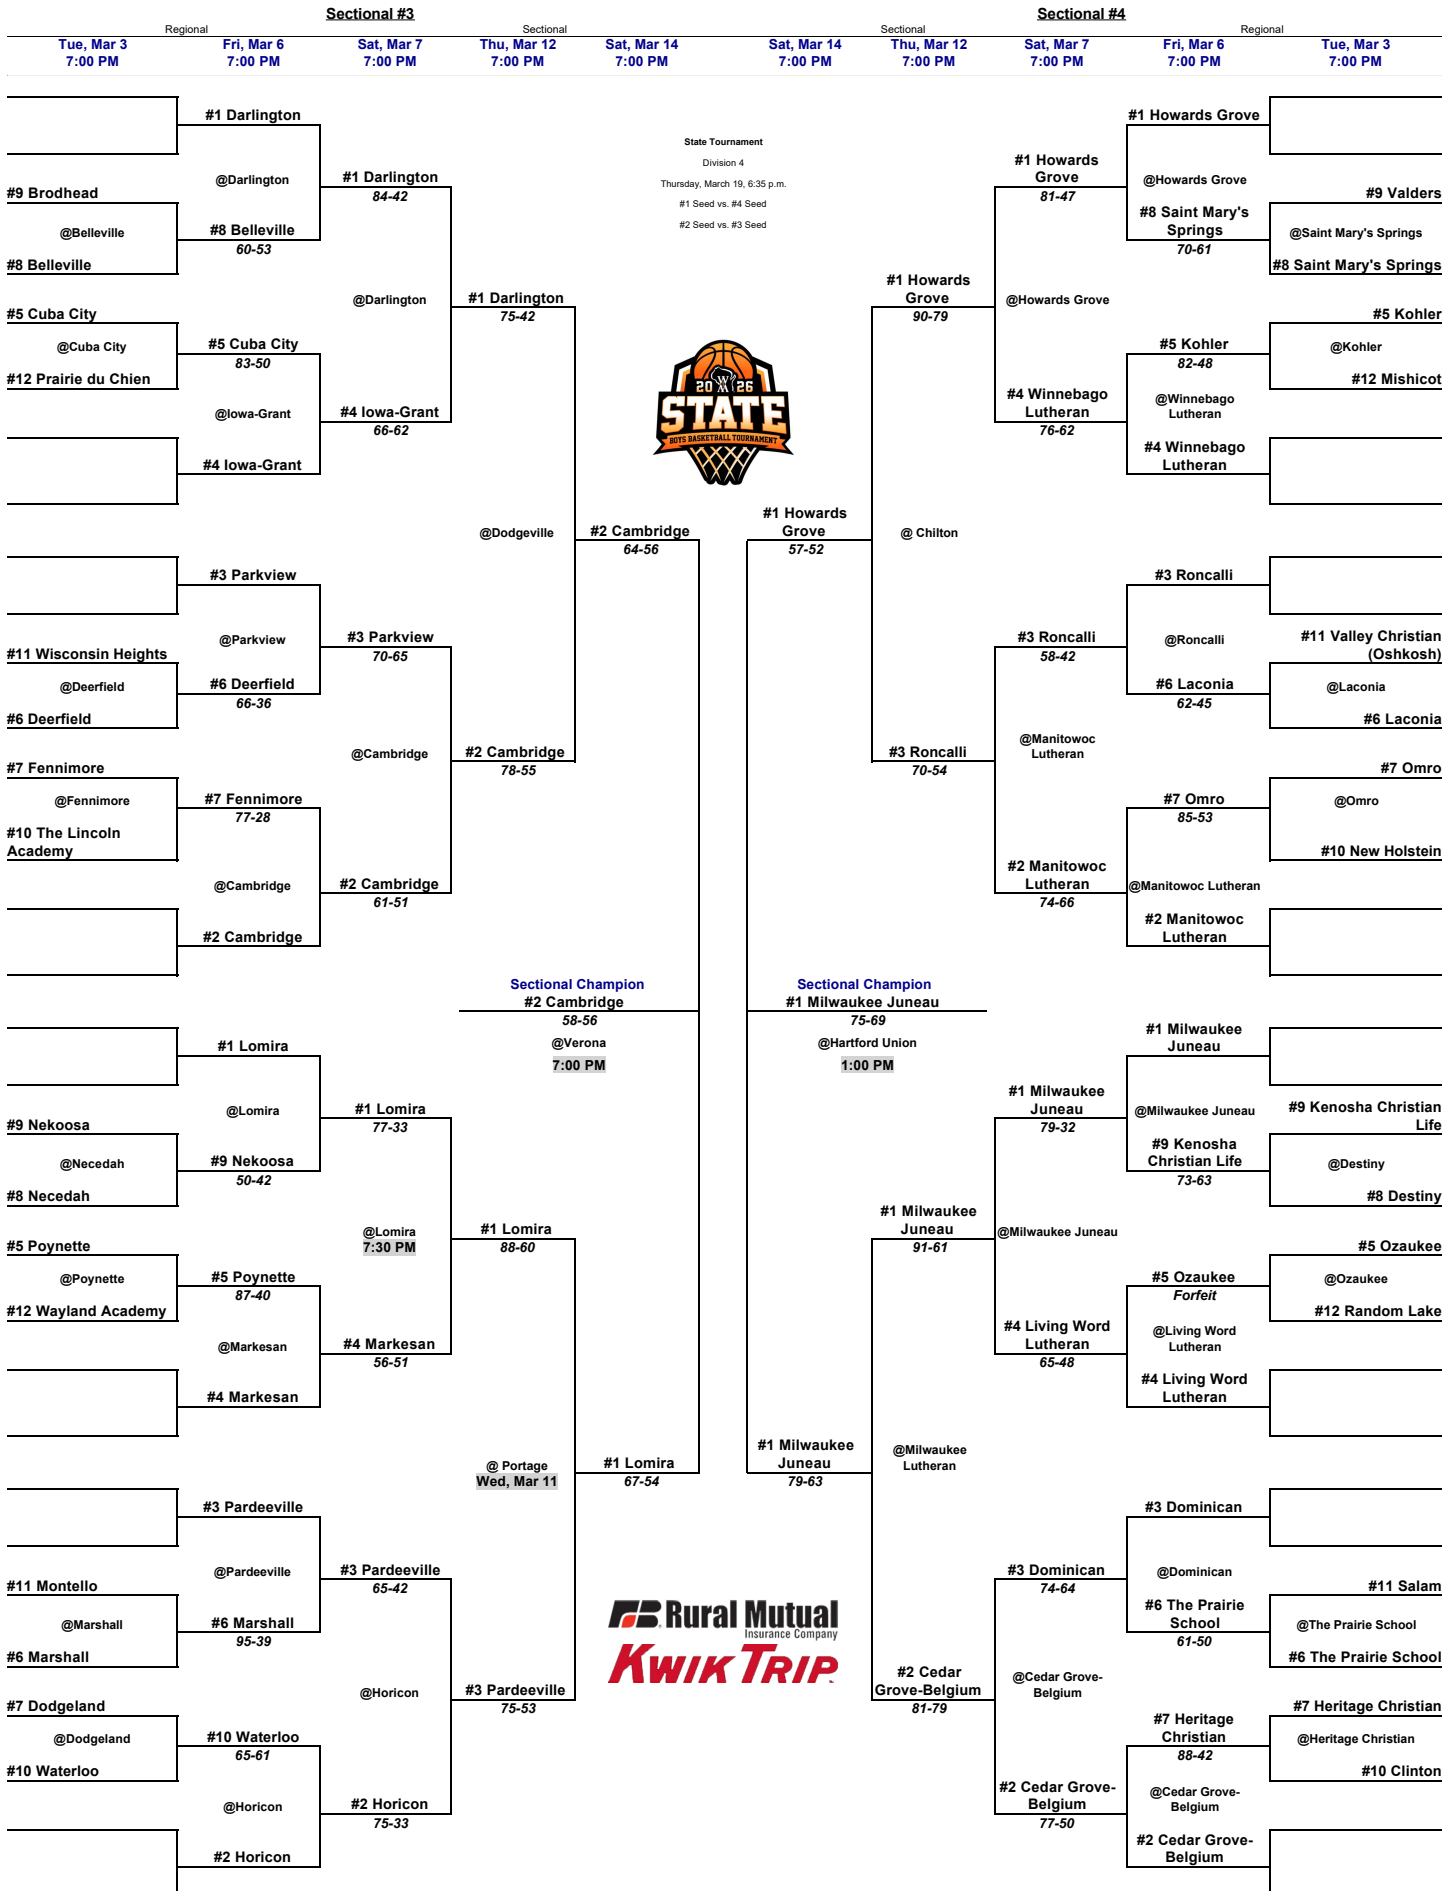 Sectional #3
Sectional #4
Regional
Sectional
Sectional
Regional
Tue, Mar 3
7:00 PM
Fri, Mar 6
7:00 PM
Sat, Mar 7
7:00 PM
Thu, Mar 12
7:00 PM
Sat, Mar 14
7:00 PM
Sat, Mar 14
7:00 PM
Thu, Mar 12
7:00 PM
Sat, Mar 7
7:00 PM
Fri, Mar 6
7:00 PM
Tue, Mar 3
7:00 PM
#9 Brodhead
@Belleville
#8 Belleville
#5 Cuba City
@Cuba City
#12 Prairie du Chien
#11 Wisconsin Heights
@Deerfield
#6 Deerfield
#7 Fennimore
@Fennimore
#10 The Lincoln
Academy
#9 Nekoosa
@Necedah
#8 Necedah
#5 Poynette
@Poynette
#12 Wayland Academy
#11 Montello
@Marshall
#6 Marshall
#7 Dodgeland
@Dodgeland
#10 Waterloo
#1 Darlington
@Darlington
#8 Belleville
60-53
#5 Cuba City
83-50
@Iowa-Grant
#4 Iowa-Grant
#3 Parkview
@Parkview
#6 Deerfield
66-36
#7 Fennimore
77-28
@Cambridge
#2 Cambridge
#1 Lomira
@Lomira
#9 Nekoosa
50-42
#5 Poynette
87-40
@Markesan
#4 Markesan
#3 Pardeeville
@Pardeeville
#6 Marshall
95-39
#10 Waterloo
65-61
@Horicon
#2 Horicon
#1 Darlington
84-42
@Darlington
#4 Iowa-Grant
66-62
#3 Parkview
70-65
@Cambridge
#2 Cambridge
61-51
#1 Lomira
77-33
@Lomira
7:30 PM
#4 Markesan
56-51
#3 Pardeeville
65-42
@Horicon
#2 Horicon
75-33
#1 Darlington
75-42
@Dodgeville
#2 Cambridge
78-55
#1 Lomira
88-60
@ Portage
Wed, Mar 11
#3 Pardeeville
75-53
#2 Cambridge
64-56
#1 Lomira
67-54
Sectional Champion
#2 Cambridge
58-56
@Verona
7:00 PM
State Tournament
Division 4
Thursday, March 19, 6:35 p.m.
#1 Seed vs. #4 Seed
#2 Seed vs. #3 Seed
20 26
STATE
BOYS BASKETBALL TOURNAMENT
Rural Mutual
Insurance Company
KWIK TRIP
Sectional Champion
#1 Milwaukee Juneau
75-69
@Hartford Union
1:00 PM
#1 Howards
Grove
57-52
#1 Milwaukee
Juneau
79-63
#1 Howards
Grove
90-79
@ Chilton
#3 Roncalli
70-54
#1 Milwaukee
Juneau
91-61
@Milwaukee
Lutheran
#2 Cedar
Grove-Belgium
81-79
#1 Howards
Grove
81-47
@Howards Grove
#4 Winnebago
Lutheran
76-62
#3 Roncalli
58-42
@Manitowoc
Lutheran
#2 Manitowoc
Lutheran
74-66
#1 Milwaukee
Juneau
79-32
@Milwaukee Juneau
#4 Living Word
Lutheran
65-48
#3 Dominican
74-64
@Cedar Grove-
Belgium
#2 Cedar Grove-
Belgium
77-50
#1 Howards Grove
@Howards Grove
#8 Saint Mary's
Springs
70-61
#5 Kohler
82-48
@Winnebago
Lutheran
#4 Winnebago
Lutheran
#3 Roncalli
@Roncalli
#6 Laconia
62-45
#7 Omro
85-53
@Manitowoc Lutheran
#2 Manitowoc
Lutheran
#1 Milwaukee
Juneau
@Milwaukee Juneau
#9 Kenosha
Christian Life
73-63
#5 Ozaukee
Forfeit
@Living Word
Lutheran
#4 Living Word
Lutheran
#3 Dominican
@Dominican
#6 The Prairie
School
61-50
#7 Heritage
Christian
88-42
@Cedar Grove-
Belgium
#2 Cedar Grove-
Belgium
#9 Valders
@Saint Mary's Springs
#8 Saint Mary's Springs
#5 Kohler
@Kohler
#12 Mishicot
#11 Valley Christian
(Oshkosh)
@Laconia
#6 Laconia
#7 Omro
@Omro
#10 New Holstein
#9 Kenosha Christian
Life
@Destiny
#8 Destiny
#5 Ozaukee
@Ozaukee
#12 Random Lake
#11 Salam
@The Prairie School
#6 The Prairie School
#7 Heritage Christian
@Heritage Christian
#10 Clinton